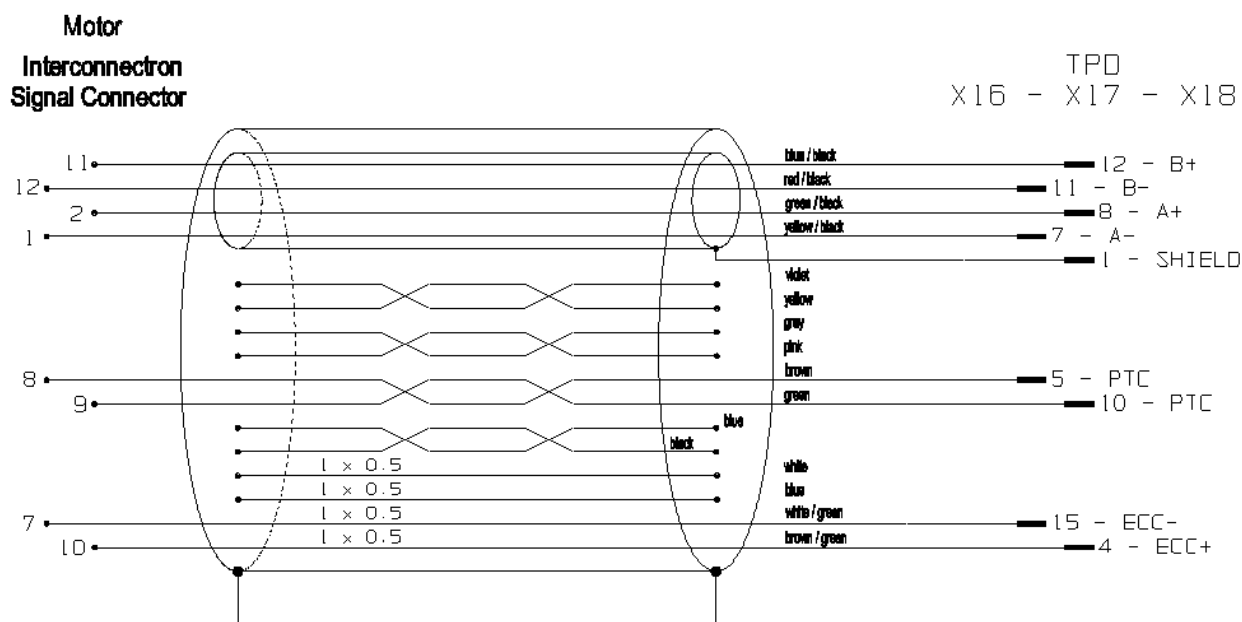 Motor
Interconnectron
Signal Connector
TPD
X16 - X17 - X18
11 blue / black 12 - B+
12 red / black 11 - B-
2 green / black 8 - A+
1 yellow / black 7 - A-
1 - SHIELD
violet
yellow
grey
pink
8 brown 5 - PTC
9 green 10 - PTC
blue
black
1 x 0.5 white
1 x 0.5 blue
7 1 x 0.5 white / green 15 - ECC-
10 1 x 0.5 brown / green 4 - ECC+